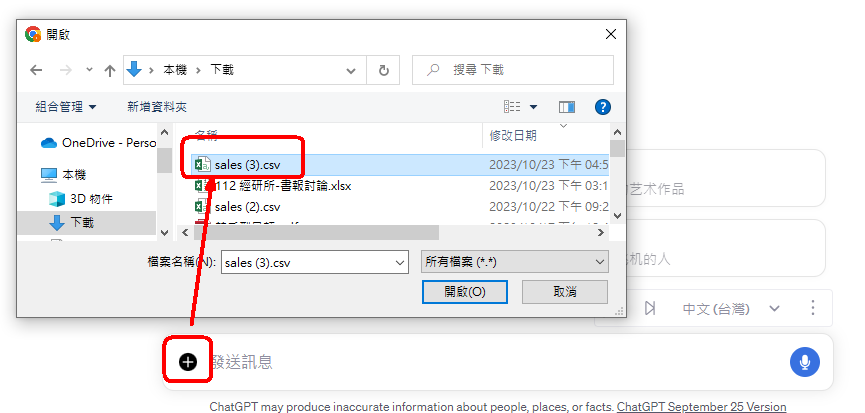 開啟
本機 › 下載
搜尋 下載
組合管理
新增資料夾
名稱
修改日期
OneDrive - Perso
本機
3D 物件
下載
sales (3).csv
2023/10/23 下午 04:5
112 經研所-書報討論.xlsx
2023/10/23 下午 03:1
sales (2).csv
2023/10/22 下午 09:2
檔案名稱(N):
sales (3).csv
所有檔案 (*.*)
開啟(O)
取消
艺术作品
机的人
中文 (台灣)
發送訊息
ChatGPT may produce inaccurate information about people, places, or facts. ChatGPT September 25 Version